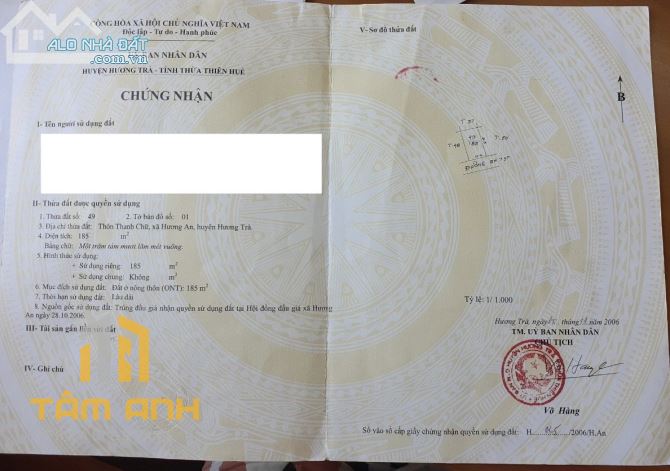 ALO NHÀ ĐẤT
.com.vn
CỘNG HÒA XÃ HỘI CHỦ NGHĨA VIỆT NAM
Độc lập - Tự do - Hạnh phúc
ỦY BAN NHÂN DÂN
HUYỆN HƯƠNG TRÀ - TỈNH THỪA THIÊN HUẾ
CHỨNG NHẬN
I- Tên người sử dụng đất
II- Thửa đất được quyền sử dụng
1. Thửa đất số: 49 2. Tờ bản đồ số: 01
3. Địa chỉ thửa đất: Thôn Thanh Chữ, xã Hương An, huyện Hương Trà.
4. Diện tích: 185 m2
Bằng chữ: Một trăm tám mươi lăm mét vuông.
5. Hình thức sử dụng:
+ Sử dụng riêng: 185 m2
+ Sử dụng chung: Không m2
6. Mục đích sử dụng đất: Đất ở nông thôn (ONT): 185 m2
7. Thời hạn sử dụng đất: Lâu dài
8. Nguồn gốc sử dụng đất: Trúng đấu giá nhận quyền sử dụng đất tại Hội đồng đấu giá xã Hương
An ngày 28.10.2006.
III- Tài sản gắn liền với đất
IV- Ghi chú
TÂM ANH
V- Sơ đồ thửa đất
B
Tỷ lệ: 1/ 1.000
Hương Trà, ngày tháng năm 2006
TM. UỶ BAN NHÂN DÂN
CHỦ TỊCH
Võ Hàng
Số vào sổ cấp giấy chứng nhận quyền sử dụng đất: H /2006/H.An